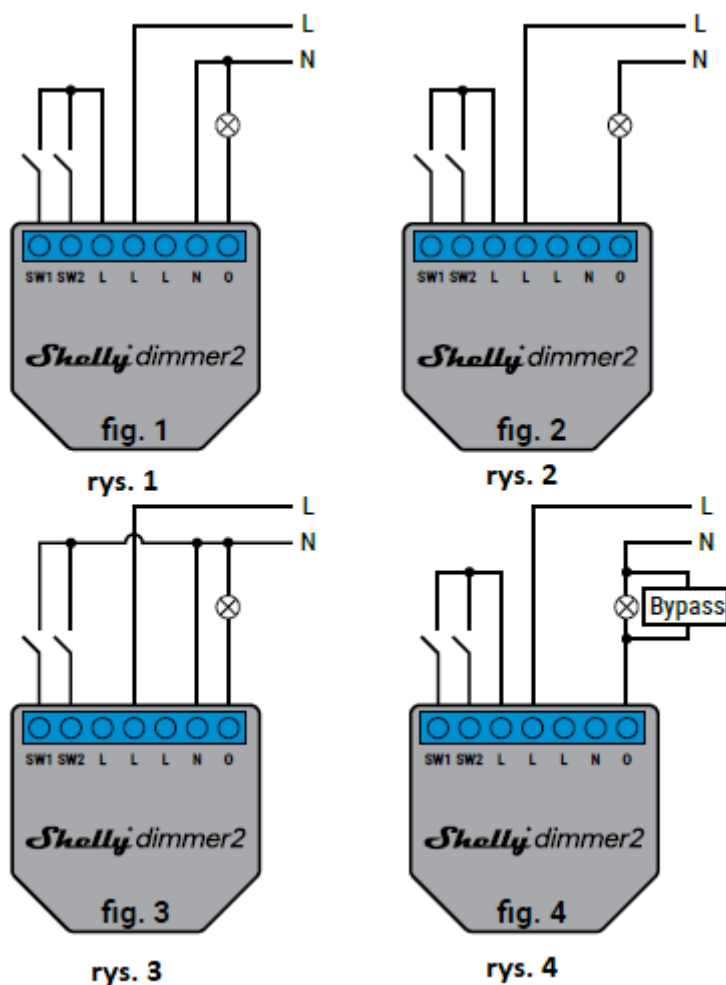 L
N
SW1 SW2 L L L N O
Shelly dimmer2
fig. 1
rys. 1
L
N
SW1 SW2 L L L N O
Shelly dimmer2
fig. 2
rys. 2
L
N
SW1 SW2 L L L N O
Shelly dimmer2
fig. 3
rys. 3
L
N
Bypass
SW1 SW2 L L L N O
Shelly dimmer2
fig. 4
rys. 4